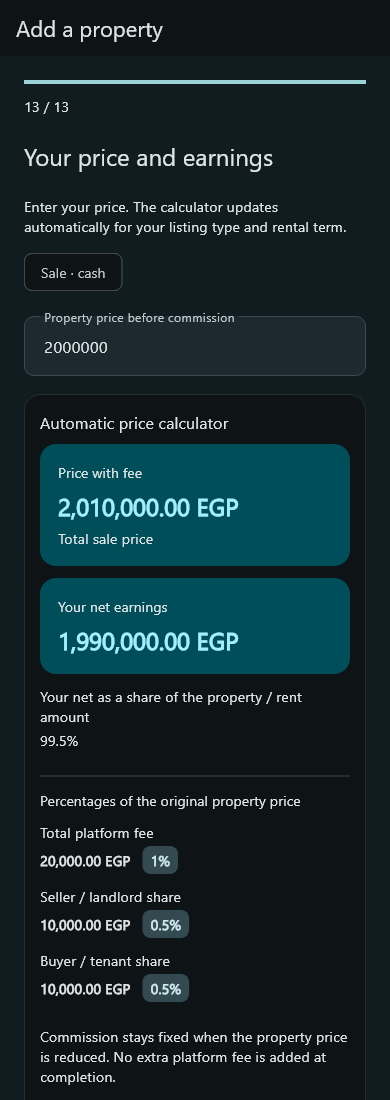 Add a property
13 / 13
Your price and earnings
Enter your price. The calculator updates
automatically for your listing type and rental term.
Sale · cash
Property price before commission
2000000
Automatic price calculator
Price with fee
2,010,000.00 EGP
Total sale price
Your net earnings
1,990,000.00 EGP
Your net as a share of the property / rent
amount
99.5%
Percentages of the original property price
Total platform fee
20,000.00 EGP 1%
Seller / landlord share
10,000.00 EGP 0.5%
Buyer / tenant share
10,000.00 EGP 0.5%
Commission stays fixed when the property price
is reduced. No extra platform fee is added at
completion.